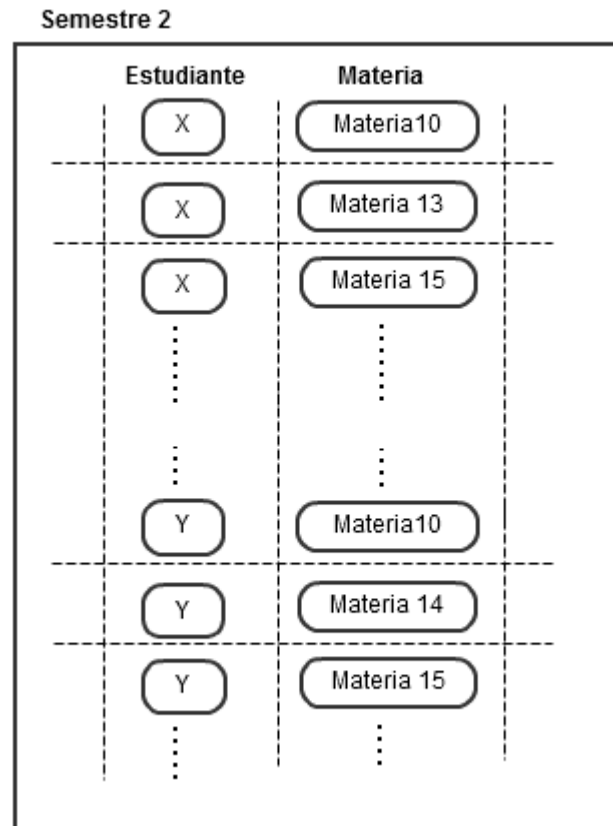 Semestre 2
Estudiante Materia
X Materia10
X Materia 13
X Materia 15
Y Materia10
Y Materia 14
Y Materia 15